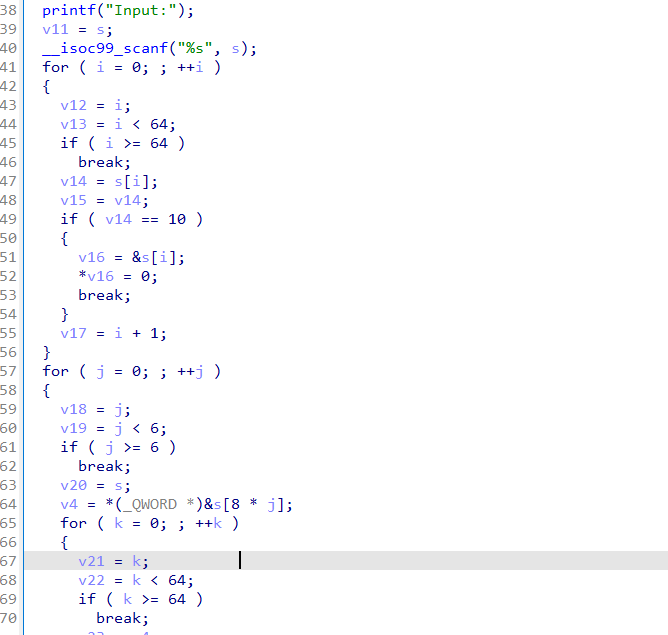 38 printf("Input:");
39 v11 = s;
40 __isoc99_scanf("%s", s);
41 for ( i = 0; ; ++i )
42 {
43 v12 = i;
44 v13 = i < 64;
45 if ( i >= 64 )
46 break;
47 v14 = s[i];
48 v15 = v14;
49 if ( v14 == 10 )
50 {
51 v16 = &s[i];
52 *v16 = 0;
53 break;
54 }
55 v17 = i + 1;
56 }
57 for ( j = 0; ; ++j )
58 {
59 v18 = j;
60 v19 = j < 6;
61 if ( j >= 6 )
62 break;
63 v20 = s;
64 v4 = *(_QWORD *)&s[8 * j];
65 for ( k = 0; ; ++k )
66 {
67 v21 = k;
68 v22 = k < 64;
69 if ( k >= 64 )
70 break;